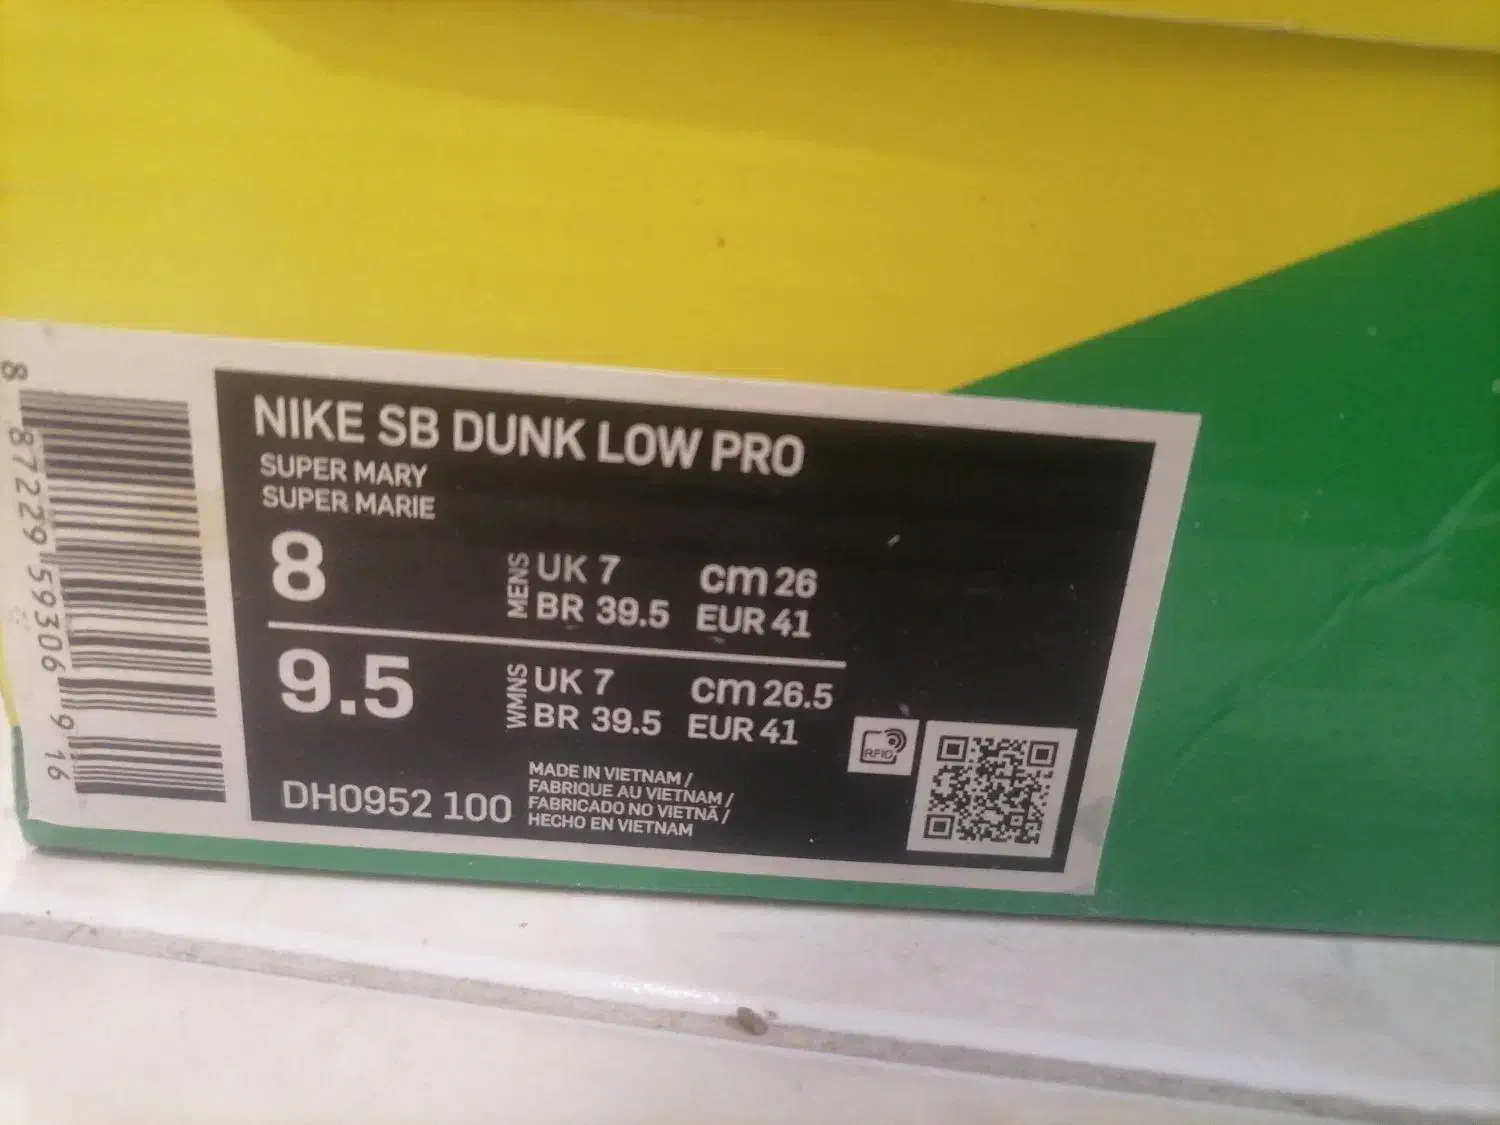 NIKE SB DUNK LOW PRO
SUPER MARY
SUPER MARIE
8
MENS
UK 7 cm 26
BR 39.5 EUR 41
9.5
WMNS
UK 7 cm 26.5
BR 39.5 EUR 41
DH0952 100
MADE IN VIETNAM /
FABRIQUE AU VIETNAM /
FABRICADO NO VIETNÃ /
HECHO EN VIETNAM
RFID
8 87229 59306 9 16